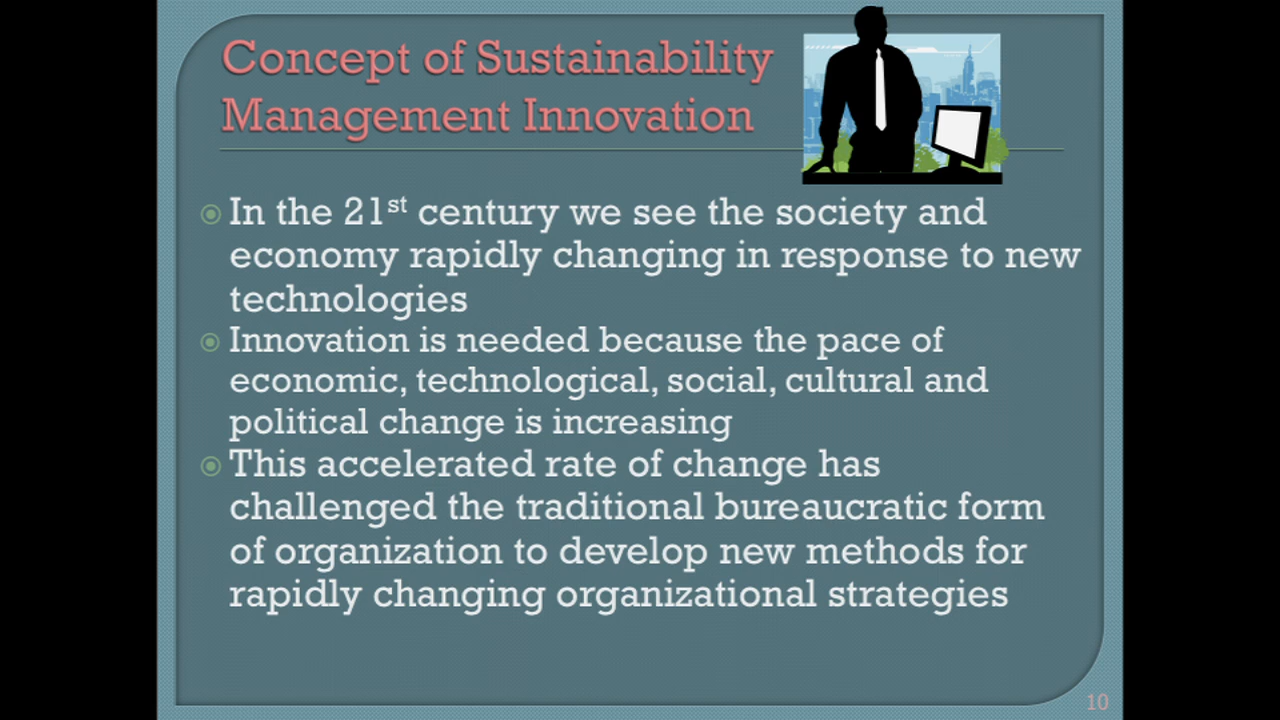 Concept of Sustainability
Management Innovation
In the 21st century we see the society and
economy rapidly changing in response to new
technologies
Innovation is needed because the pace of
economic, technological, social, cultural and
political change is increasing
This accelerated rate of change has
challenged the traditional bureaucratic form
of organization to develop new methods for
rapidly changing organizational strategies
10